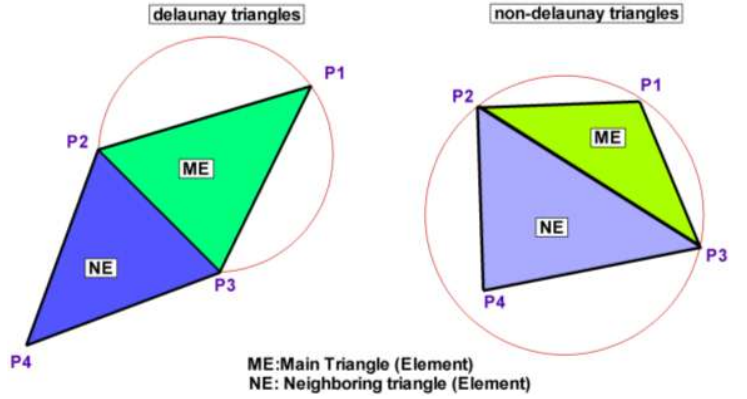 delaunay triangles
non-delaunay triangles
P1
P2
ME
NE
P3
P4
P2
P1
ME
NE
P3
P4
ME:Main Triangle (Element)
NE: Neighboring triangle (Element)